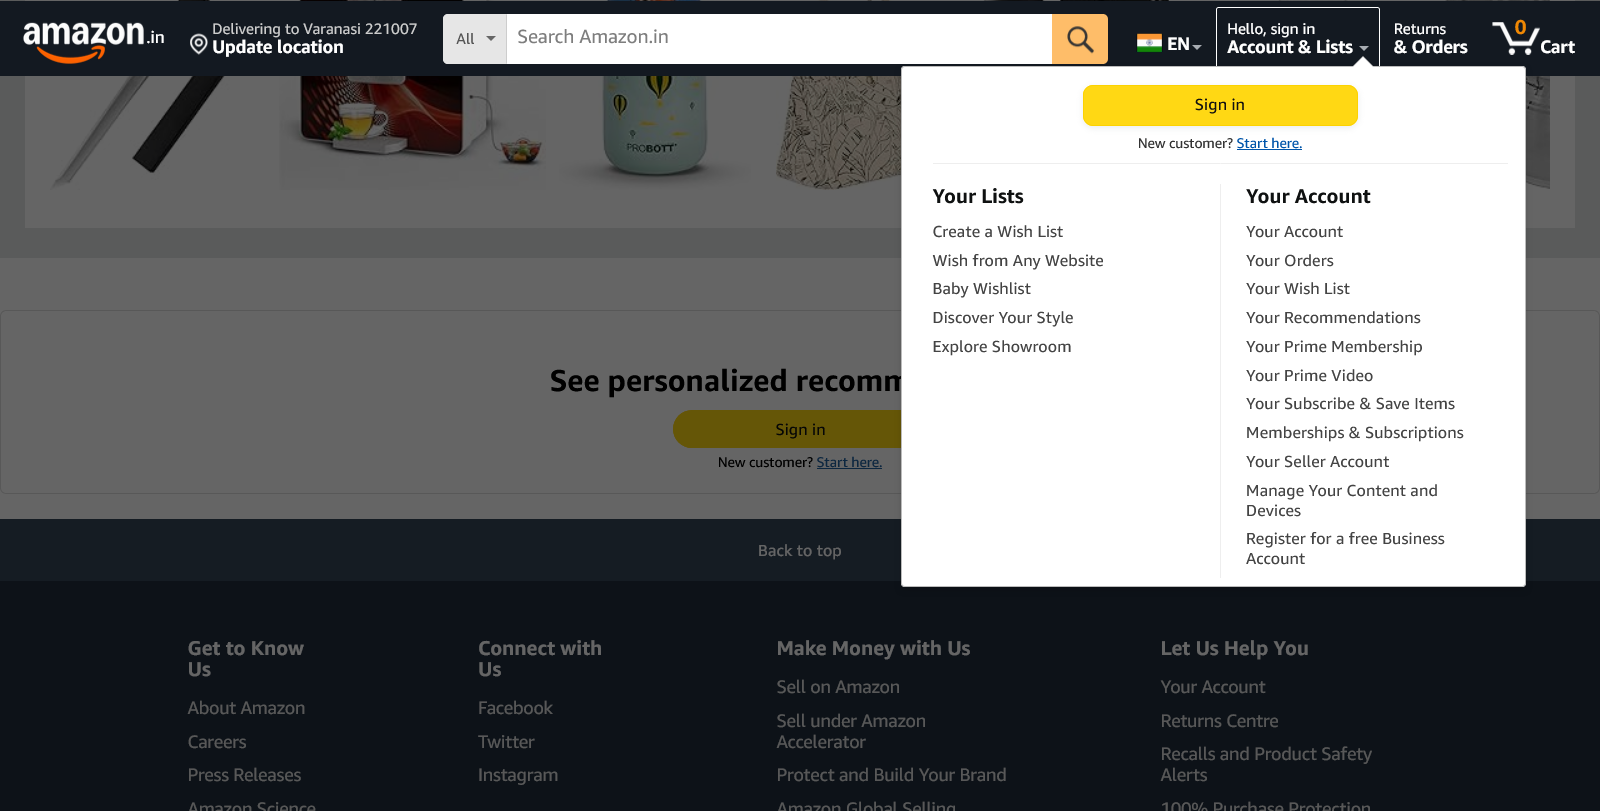 amazon.in
Delivering to Varanasi 221007
Update location
All
Search Amazon.in
EN
Hello, sign in
Account & Lists
Returns
& Orders
0
Cart
PROBOTT
Sign in
New customer? Start here.
Your Lists
Create a Wish List
Wish from Any Website
Baby Wishlist
Discover Your Style
Explore Showroom
Your Account
Your Account
Your Orders
Your Wish List
Your Recommendations
Your Prime Membership
Your Prime Video
Your Subscribe & Save Items
Memberships & Subscriptions
Your Seller Account
Manage Your Content and
Devices
Register for a free Business
Account
See personalized recom
Sign in
New customer? Start here.
Back to top
Get to Know
Us
About Amazon
Careers
Press Releases
Amazon Science
Connect with
Us
Facebook
Twitter
Instagram
Make Money with Us
Sell on Amazon
Sell under Amazon
Accelerator
Protect and Build Your Brand
Amazon Global Selling
Let Us Help You
Your Account
Returns Centre
Recalls and Product Safety
Alerts
100% Purchase Protection